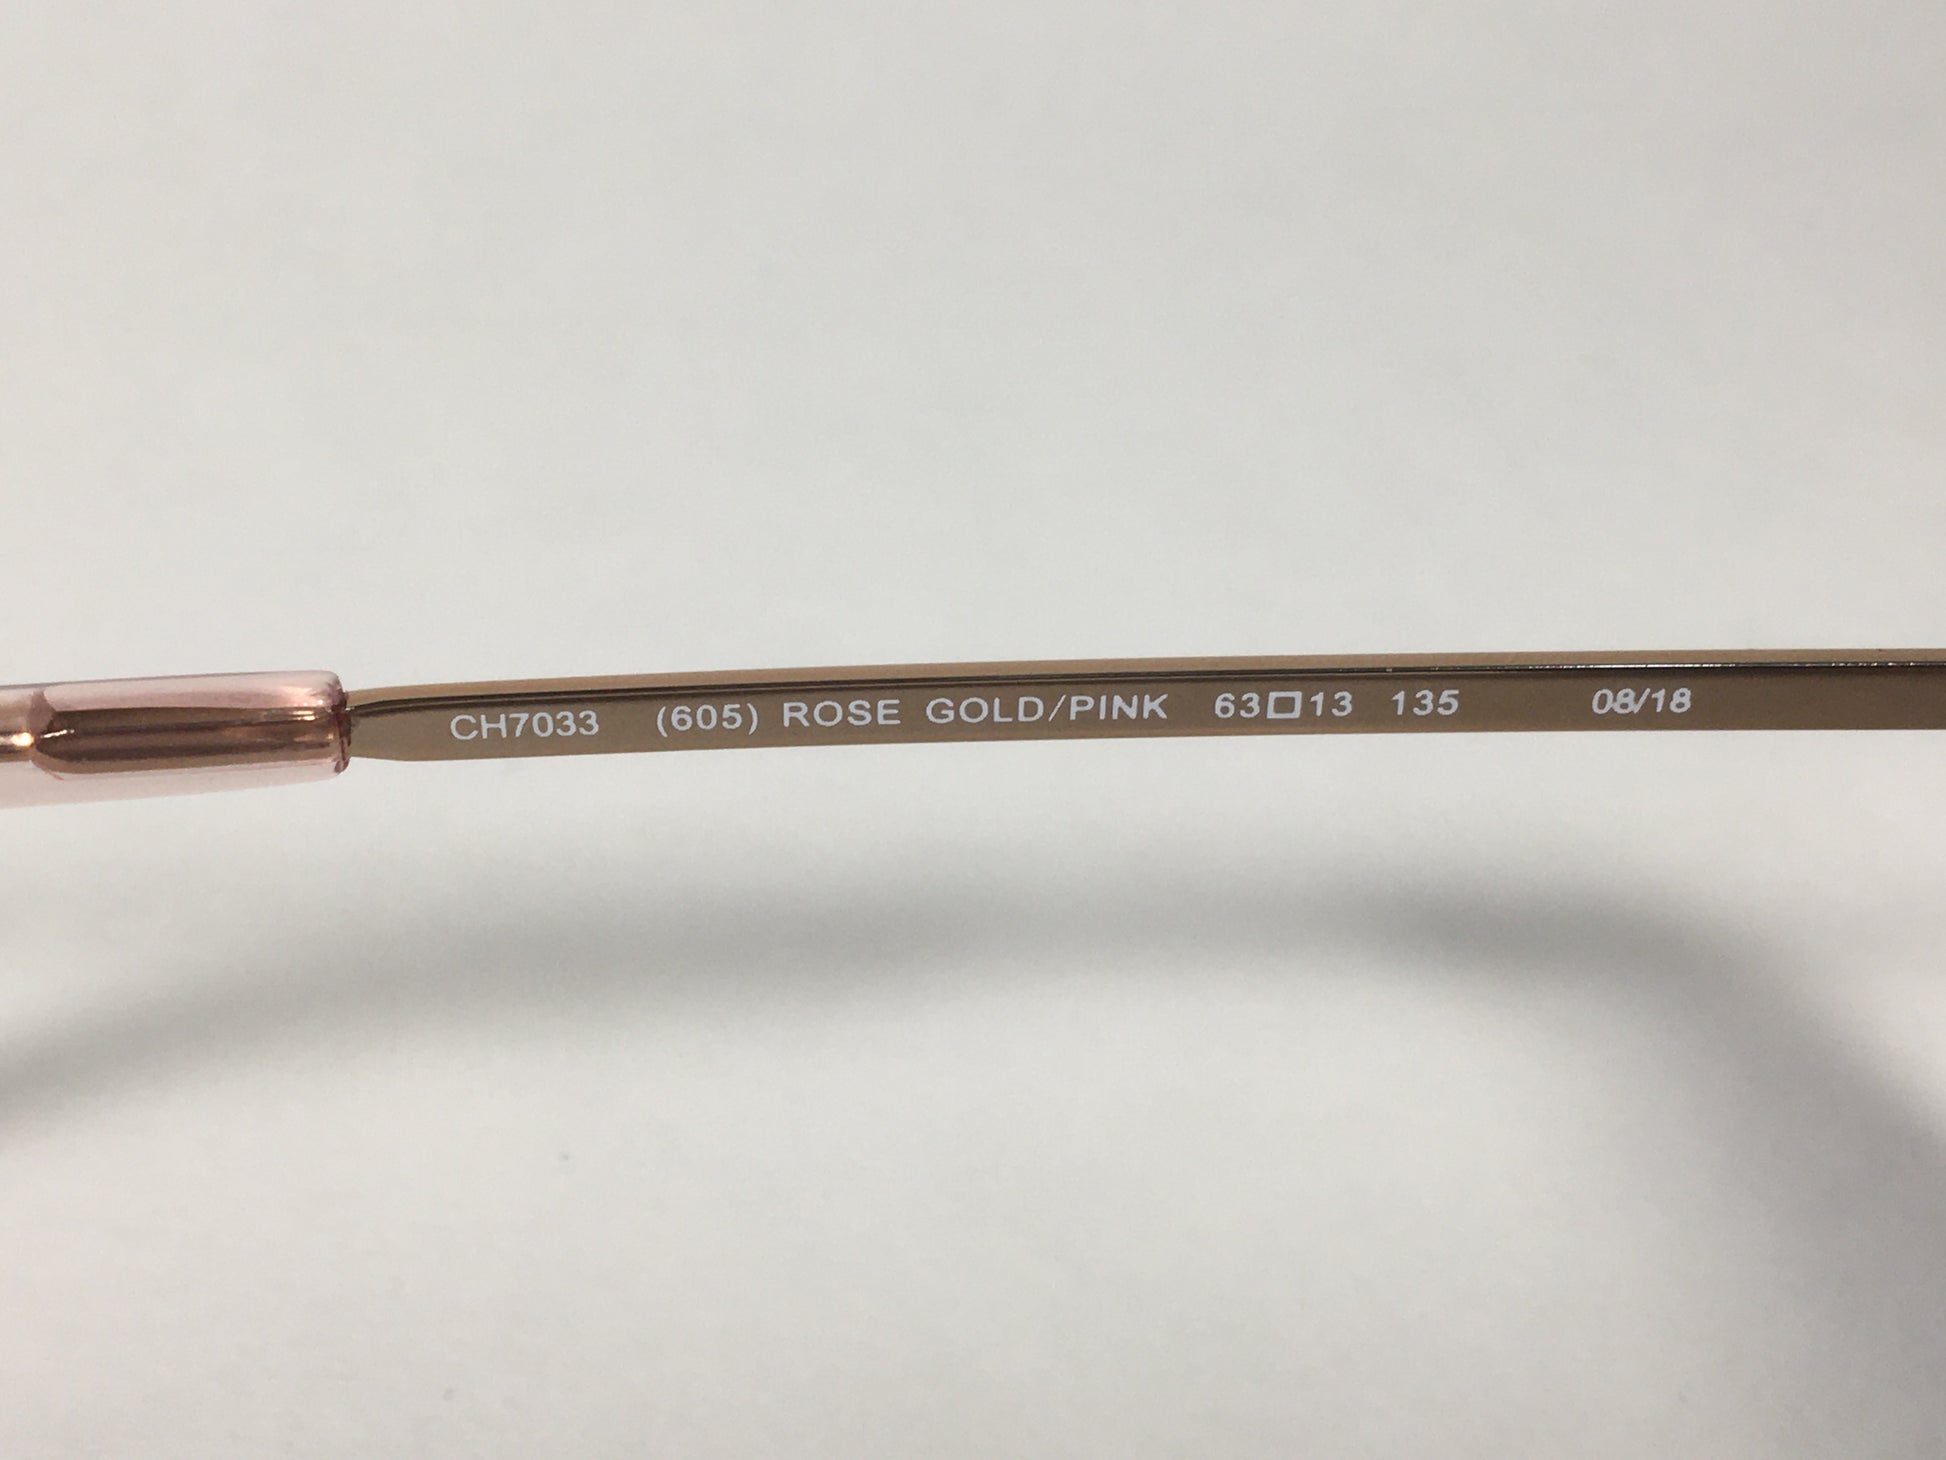 CH7033 (605) ROSE GOLD/PINK 63□13 135 08/18